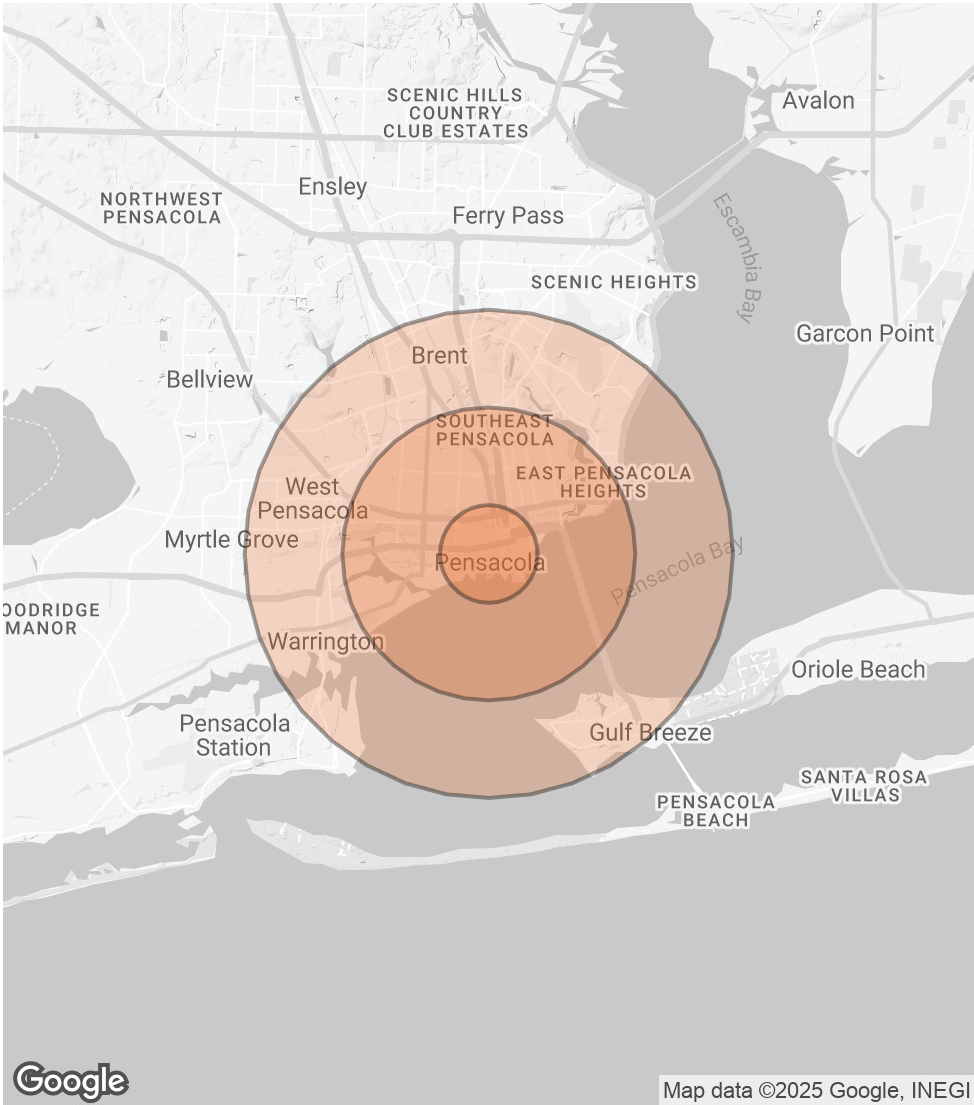 SCENIC HILLS
COUNTRY
CLUB ESTATES
Avalon
Ensley
NORTHWEST
PENSACOLA
Ferry Pass
Escambia Bay
SCENIC HEIGHTS
Garcon Point
Brent
Bellview
SOUTHEAST
PENSACOLA
EAST PENSACOLA
HEIGHTS
West
Pensacola
Myrtle Grove
Pensacola
Pensacola Bay
OODRIDGE
MANOR
Warrington
Oriole Beach
Pensacola
Station
Gulf Breeze
SANTA ROSA
VILLAS
PENSACOLA
BEACH
Google
Map data ©2025 Google, INEGI